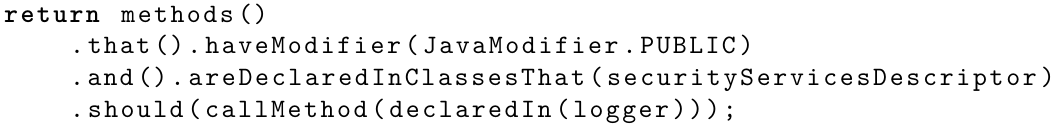 return methods()
    .that().haveModifier(JavaModifier.PUBLIC)
    .and().areDeclaredInClassesThat(securityServicesDescriptor)
    .should(callMethod(declaredIn(logger)));